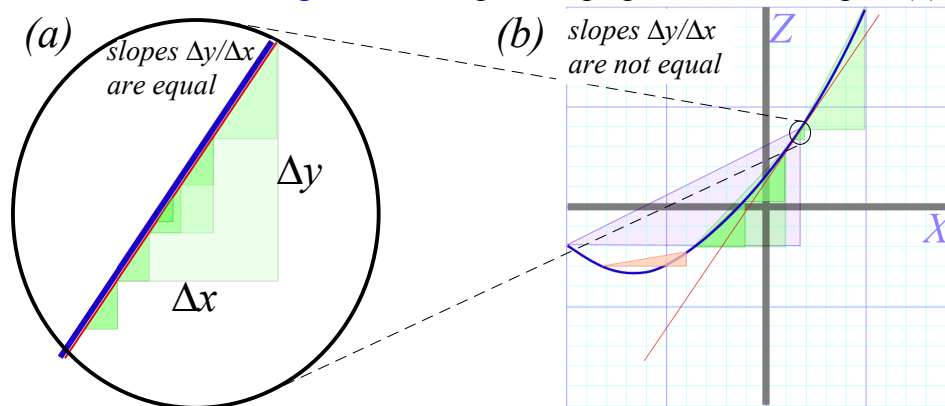 (a)
slopes Δy/Δx
are equal
Δy
Δx
(b)
slopes Δy/Δx
are not equal
Z
X